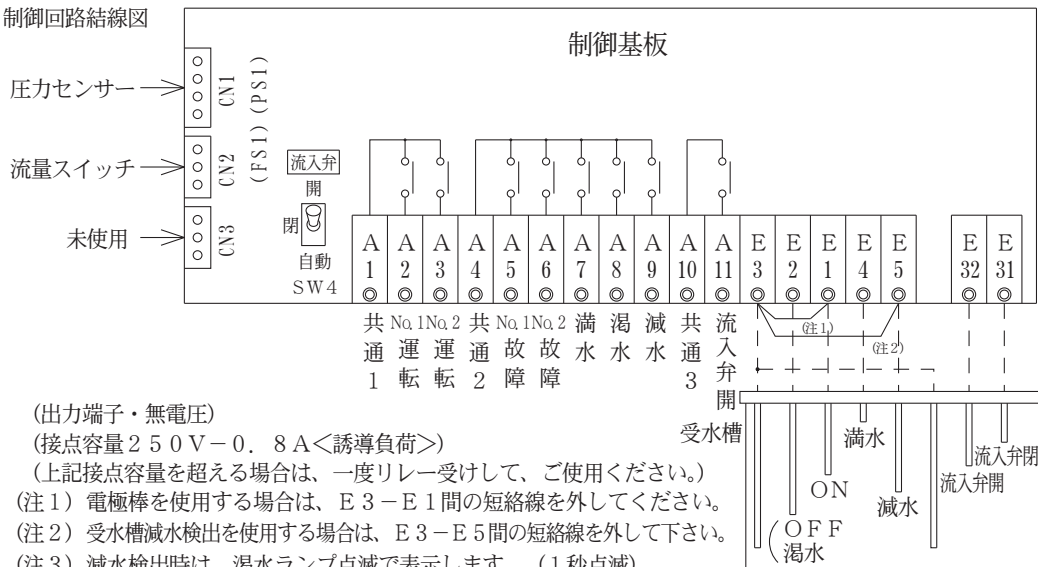 制御回路結線図
制御基板
圧力センサー
CN1
(PS1)
流量スイッチ
CN2
(FS1)
未使用
CN3
流入弁
開
閉
自動
SW4
A1 A2 A3 A4 A5 A6 A7 A8 A9 A10 A11 E3 E2 E1 E4 E5 E32 E31
共通1
No.1運転
No.2運転
共通2
No.1故障
No.2故障
満水
渇水
減水
共通3
流入弁開
(注1)
(注2)
受水槽
満水
ON
OFF
渇水
減水
流入弁開
流入弁閉
(出力端子・無電圧)
(接点容量250V-0.8A<誘導負荷>)
(上記接点容量を超える場合は、一度リレー受けして、ご使用ください。)
(注1)電極棒を使用する場合は、E3-E1間の短絡線を外してください。
(注2)受水槽減水検出を使用する場合は、E3-E5間の短絡線を外して下さい。
(注3)減水検出時は、渇水ランプ点滅で表示します。(1秒点滅)